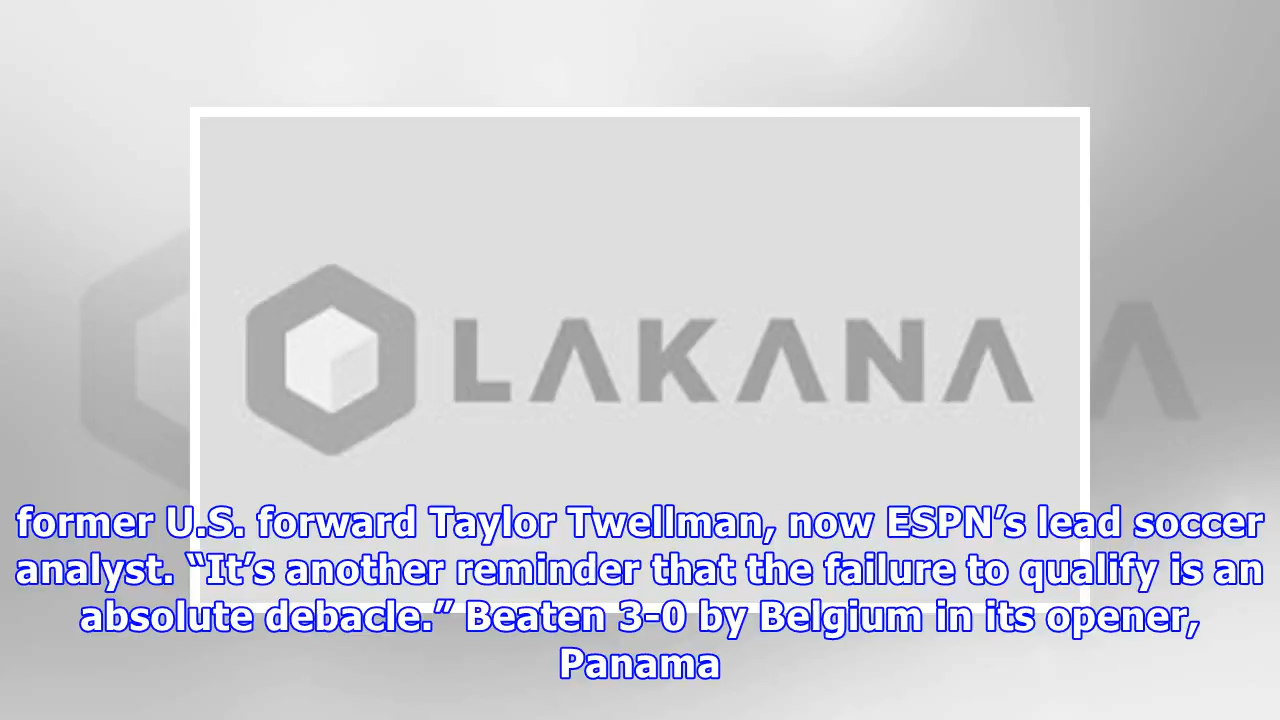 LAKANA
former U.S. forward Taylor Twellman, now ESPN’s lead soccer
analyst. “It’s another reminder that the failure to qualify is an
absolute debacle.” Beaten 3-0 by Belgium in its opener,
Panama